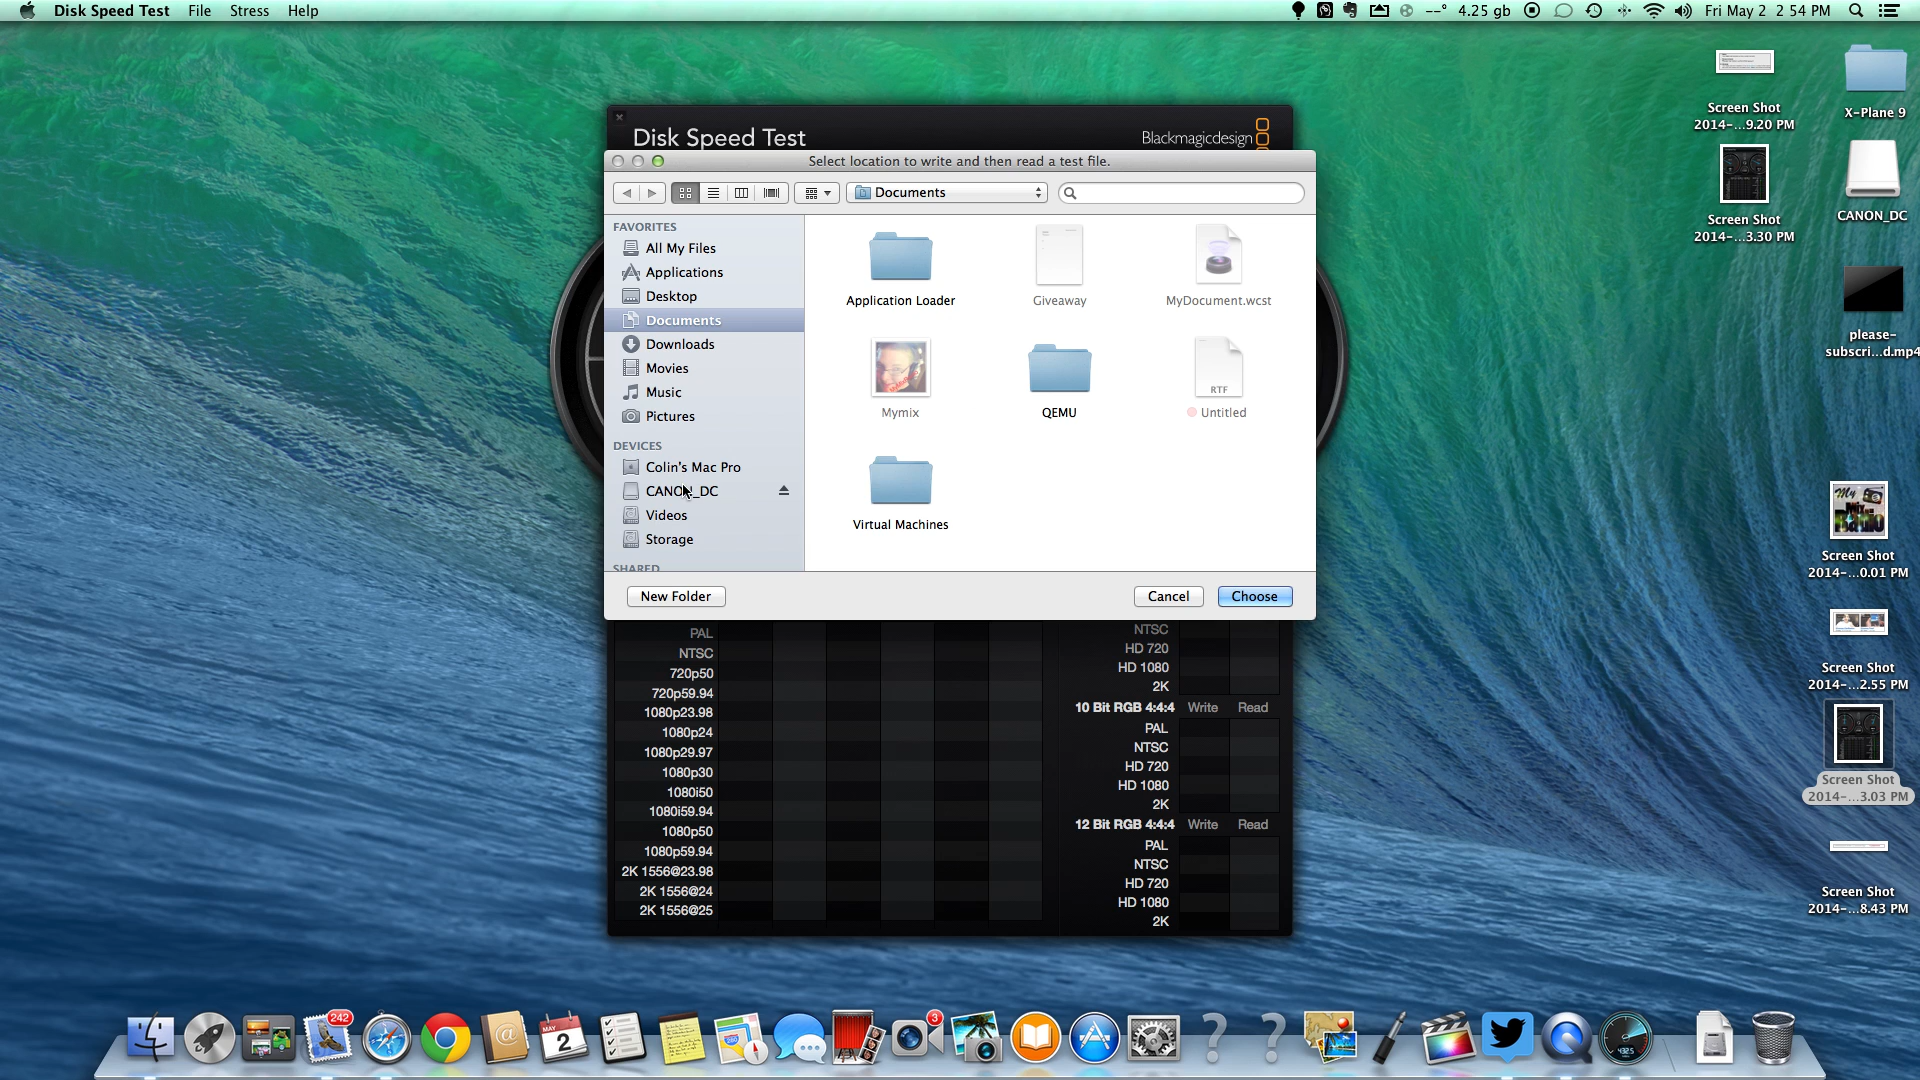 Disk Speed Test File Stress Help
--° 4.25 gb Fri May 2 2 54 PM
Disk Speed Test
Blackmagicdesign
Select location to write and then read a test file.
Documents
FAVORITES
All My Files
Applications
Desktop
Documents
Downloads
Movies
Music
Pictures
DEVICES
Colin's Mac Pro
CANON_DC
Videos
Storage
SHARED
Application Loader
Giveaway
MyDocument.wcst
Mymix
QEMU
RTF
Untitled
Virtual Machines
New Folder
Cancel
Choose
PAL
NTSC
720p50
720p59.94
1080p23.98
1080p24
1080p29.97
1080p30
1080i50
1080i59.94
1080p50
1080p59.94
2K 1556@23.98
2K 1556@24
2K 1556@25
NTSC
HD 720
HD 1080
2K
10 Bit RGB 4:4:4 Write Read
PAL
NTSC
HD 720
HD 1080
2K
12 Bit RGB 4:4:4 Write Read
PAL
NTSC
HD 720
HD 1080
2K
Screen Shot
2014-...9.20 PM
X-Plane 9
Screen Shot
2014-...3.30 PM
CANON_DC
please-
subscri...d.mp4
My
Mix
Radio
Screen Shot
2014-...0.01 PM
Screen Shot
2014-...2.55 PM
Screen Shot
2014-...3.03 PM
Screen Shot
2014-...8.43 PM
242
MAY
2
3